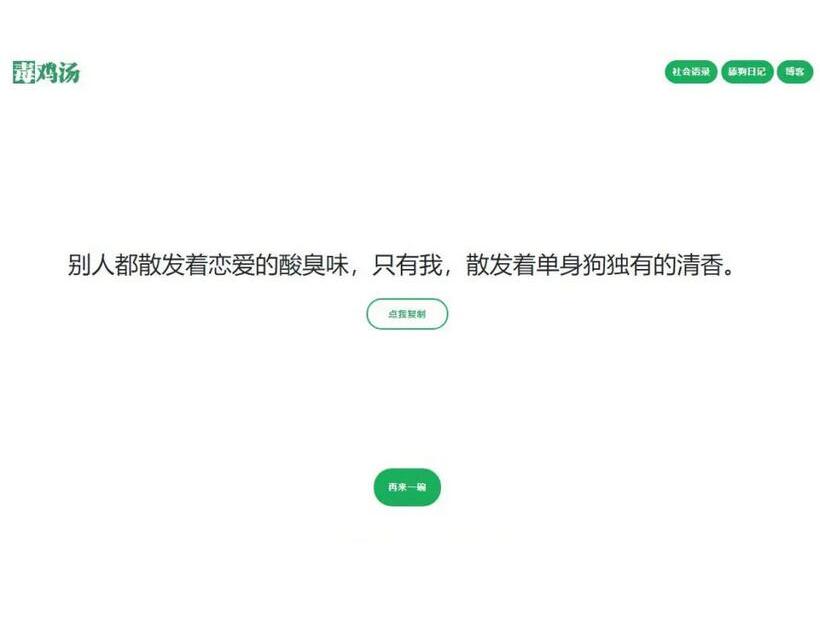 毒鸡汤
社会语录 舔狗日记 博客
别人都散发着恋爱的酸臭味，只有我，散发着单身狗独有的清香。
点我复制
再来一碗